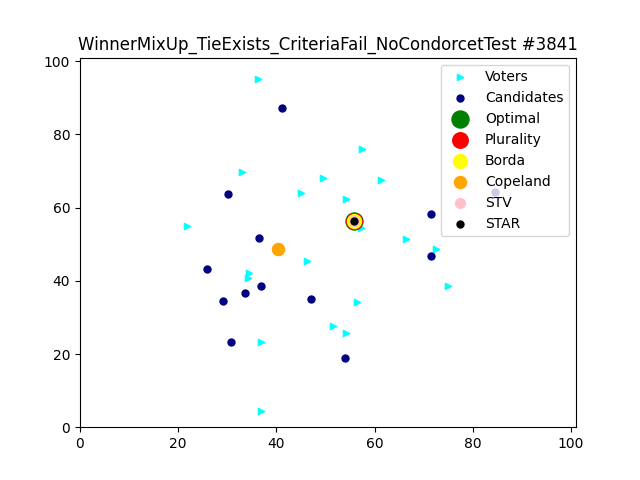 WinnerMixUp_TieExists_CriteriaFail_NoCondorcetTest #3841
Voters
Candidates
Optimal
Plurality
Borda
Copeland
STV
STAR
100
80
60
40
20
0
0 20 40 60 80 100